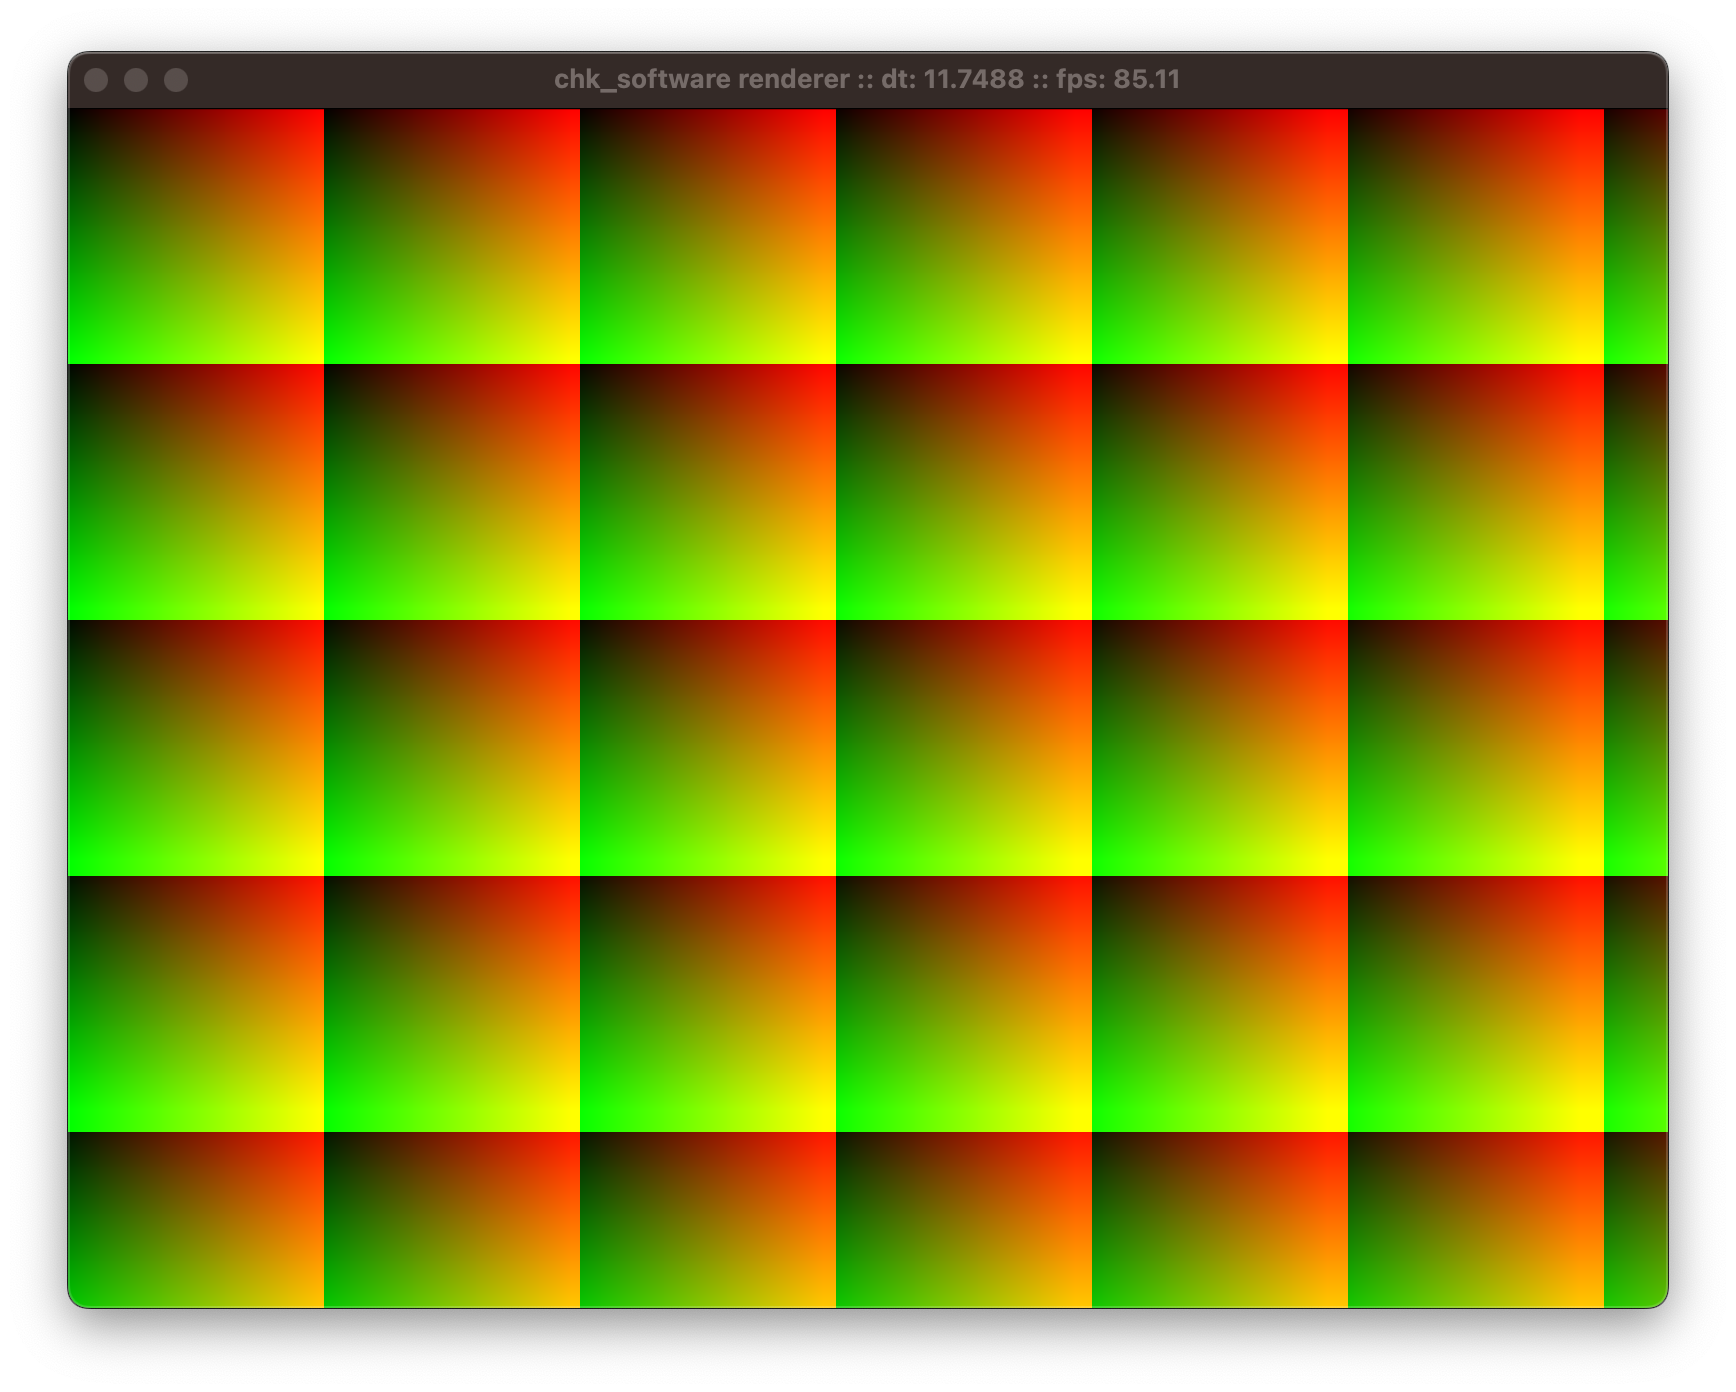 chk_software renderer :: dt: 11.7488 :: fps: 85.11